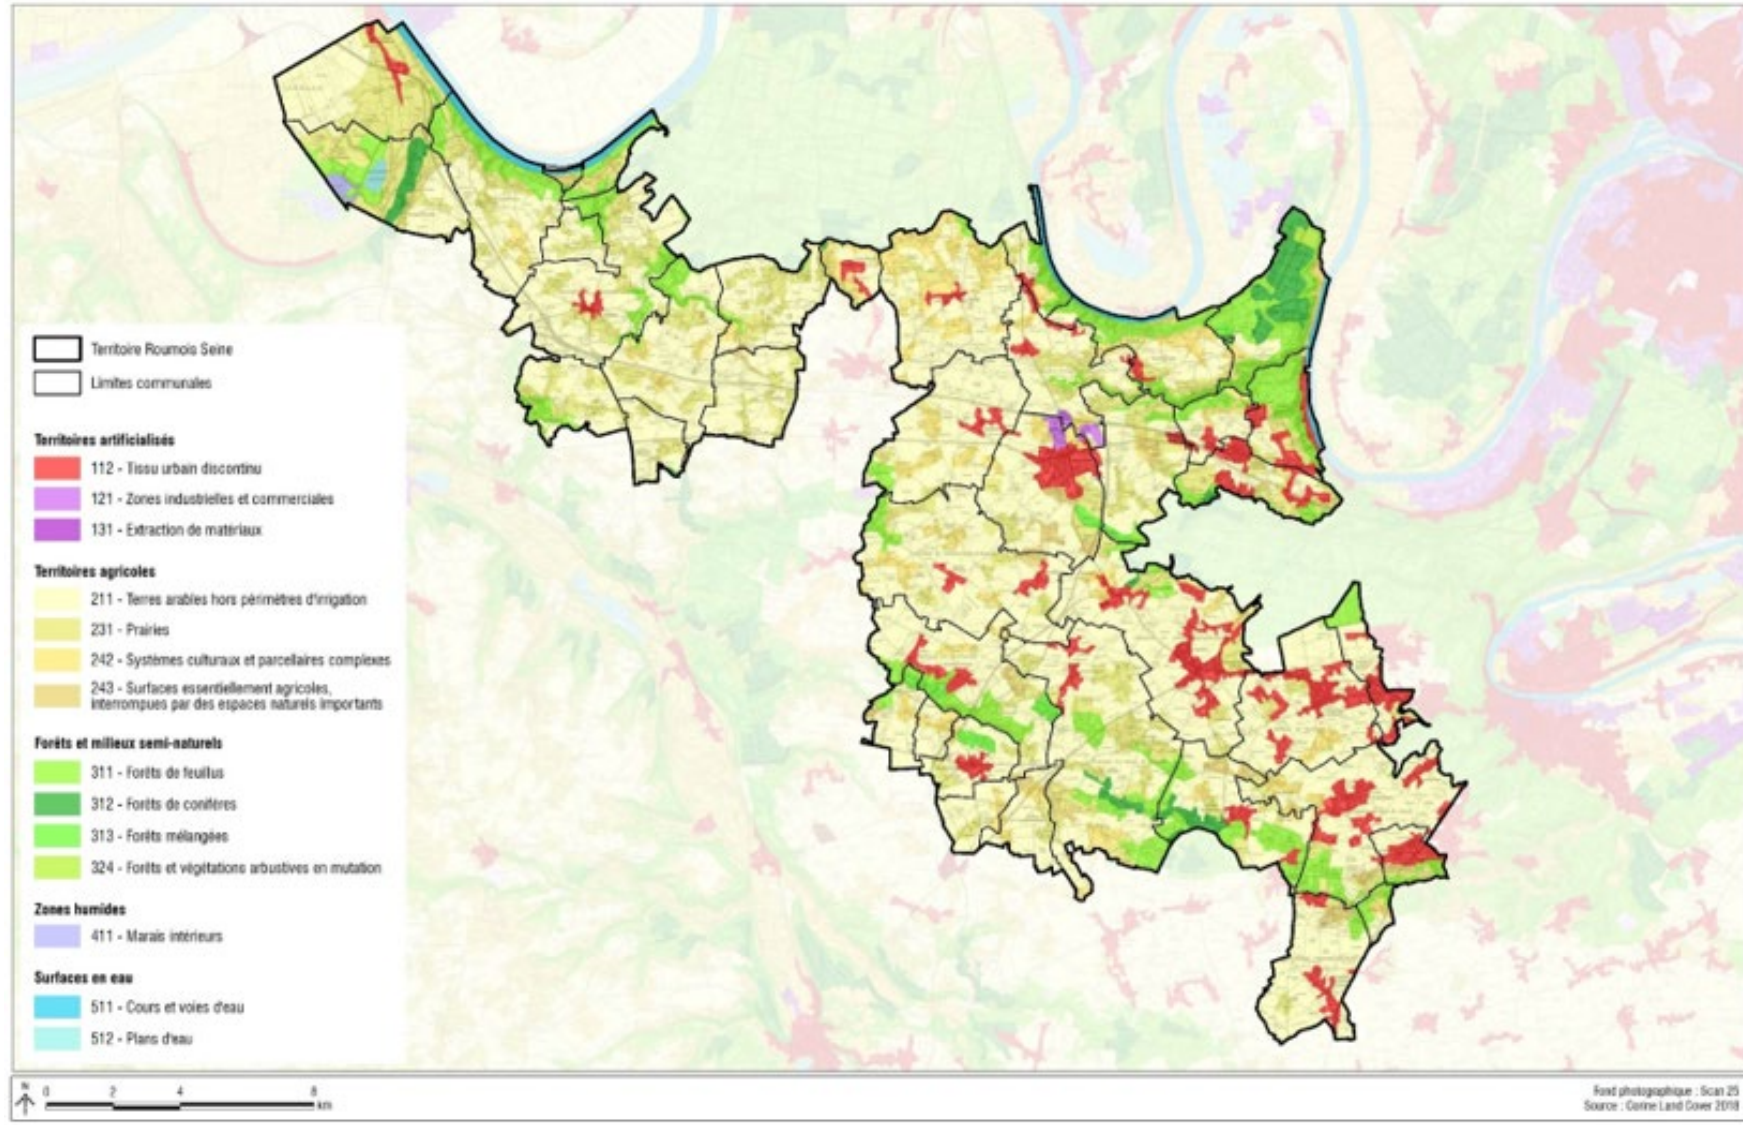 Territoire Roumois Seine
Limites communales
Territoires artificialisés
112 - Tissu urbain discontinu
121 - Zones industrielles et commerciales
131 - Extraction de matériaux
Territoires agricoles
211 - Terres arables hors périmètres d'irrigation
231 - Prairies
242 - Systèmes culturaux et parcellaires complexes
243 - Surfaces essentiellement agricoles,
interrompues par des espaces naturels importants
Forêts et milieux semi-naturels
311 - Forêts de feuillus
312 - Forêts de conifères
313 - Forêts mélangées
324 - Forêts et végétations arbustives en mutation
Zones humides
411 - Marais intérieurs
Surfaces en eau
511 - Cours et voies d'eau
512 - Plans d'eau
N 0 2 4 8
km
Fond photographique : Scan 25
Source : Corine Land Cover 2018